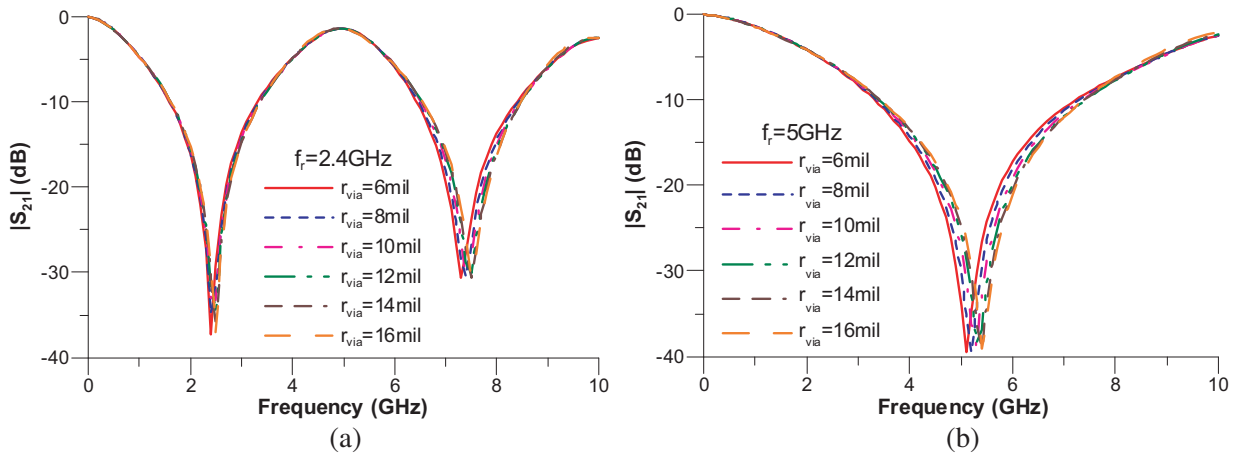 0
-10
-20
-30
-40
|S21| (dB)
fr=2.4GHz
rvia=6mil
rvia=8mil
rvia=10mil
rvia=12mil
rvia=14mil
rvia=16mil
0 2 4 6 8 10
Frequency (GHz)
(a)
0
-10
-20
-30
-40
|S21| (dB)
fr=5GHz
rvia=6mil
rvia=8mil
rvia=10mil
rvia=12mil
rvia=14mil
rvia=16mil
0 2 4 6 8 10
Frequency (GHz)
(b)